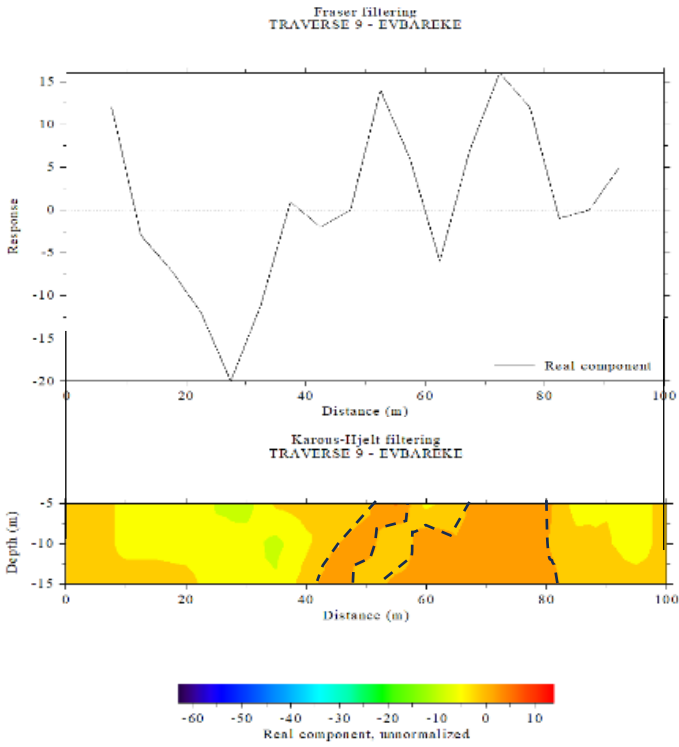 Fraser filtering
TRAVERSE 9 - EVBAREKE
15
10
5
0
-5
-10
-15
-20
Response
Real component
0 20 40 60 80 100
Distance (m)
Karous-Hjelt filtering
TRAVERSE 9 - EVBAREKE
-5
-10
-15
Depth (m)
0 20 40 60 80 100
Distance (m)
-60 -50 -40 -30 -20 -10 0 10
Real component, unnormalized